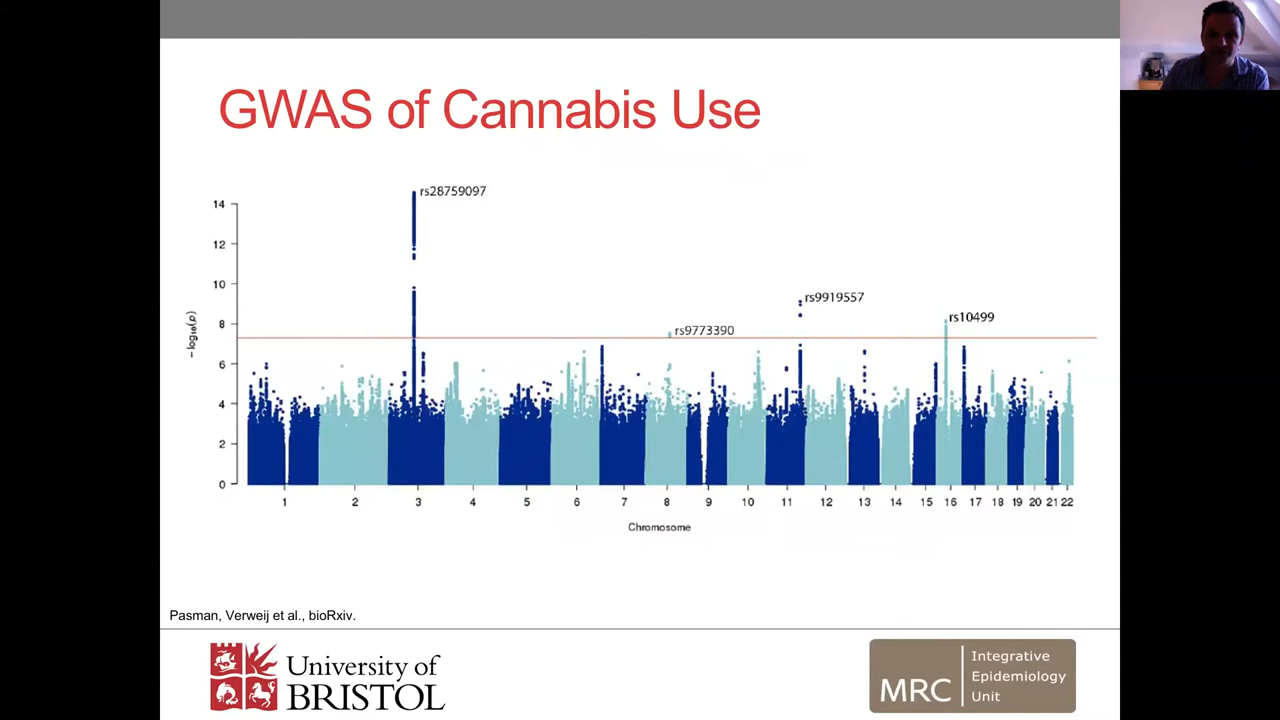 GWAS of Cannabis Use
rs28759097
14
12
10
8
6
4
2
0
-log10(p)
rs9773390
rs9919557
rs10499
1 2 3 4 5 6 7 8 9 10 11 12 13 14 15 16 17 18 19 20 21 22
Chromosome
Pasman, Verweij et al., bioRxiv.
University of
BRISTOL
MRC
Integrative
Epidemiology
Unit